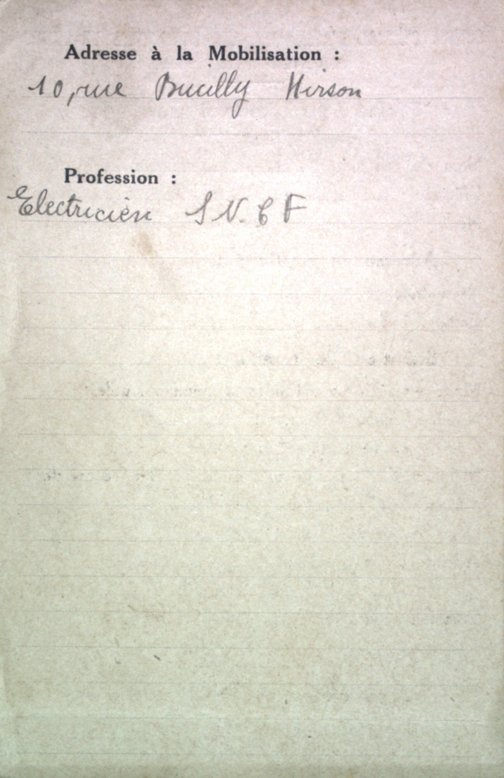 Adresse à la Mobilisation :
10, rue Bucilly Hirson
Profession :
Electricien S N. C F